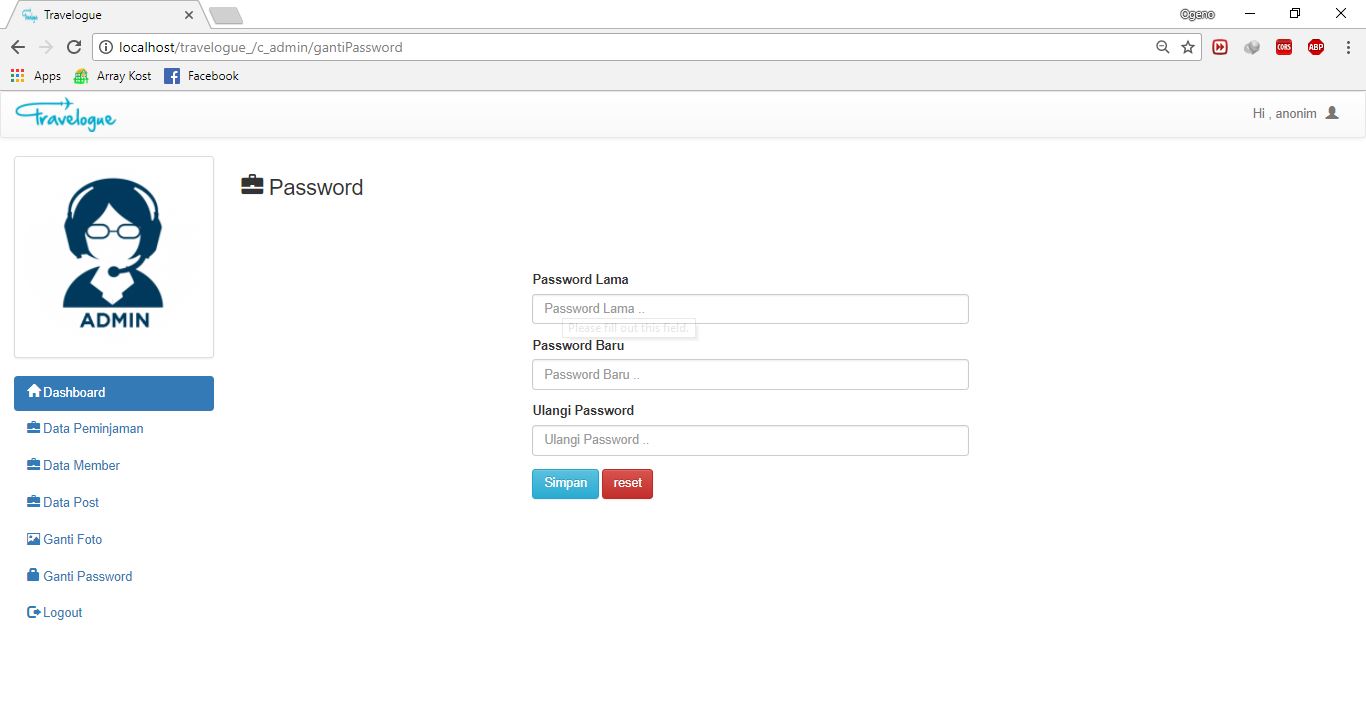 Travelogue
Ogeno
localhost/travelogue_/c_admin/gantiPassword
CORS
ABP
Apps
Array Kost
Facebook
Travelogue
Hi , anonim
ADMIN
Password
Password Lama
Password Lama ..
Please fill out this field.
Password Baru
Password Baru ..
Ulangi Password
Ulangi Password ..
Simpan
reset
Dashboard
Data Peminjaman
Data Member
Data Post
Ganti Foto
Ganti Password
Logout